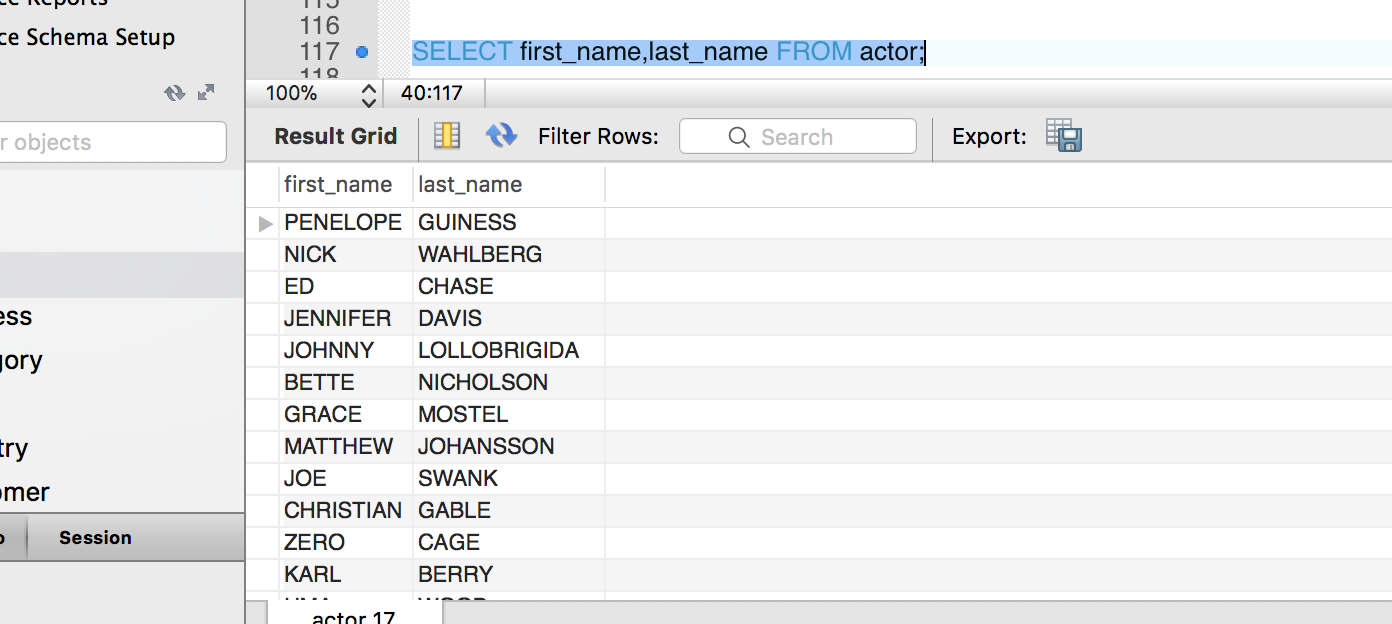 ce Reports
ce Schema Setup
r objects
ess
gory
try
omer
Session
115
116
117 SELECT first_name,last_name FROM actor;
118
100% 40:117
Result Grid Filter Rows: Search Export:
first_name last_name
PENELOPE GUINESS
NICK WAHLBERG
ED CHASE
JENNIFER DAVIS
JOHNNY LOLLOBRIGIDA
BETTE NICHOLSON
GRACE MOSTEL
MATTHEW JOHANSSON
JOE SWANK
CHRISTIAN GABLE
ZERO CAGE
KARL BERRY
actor 17